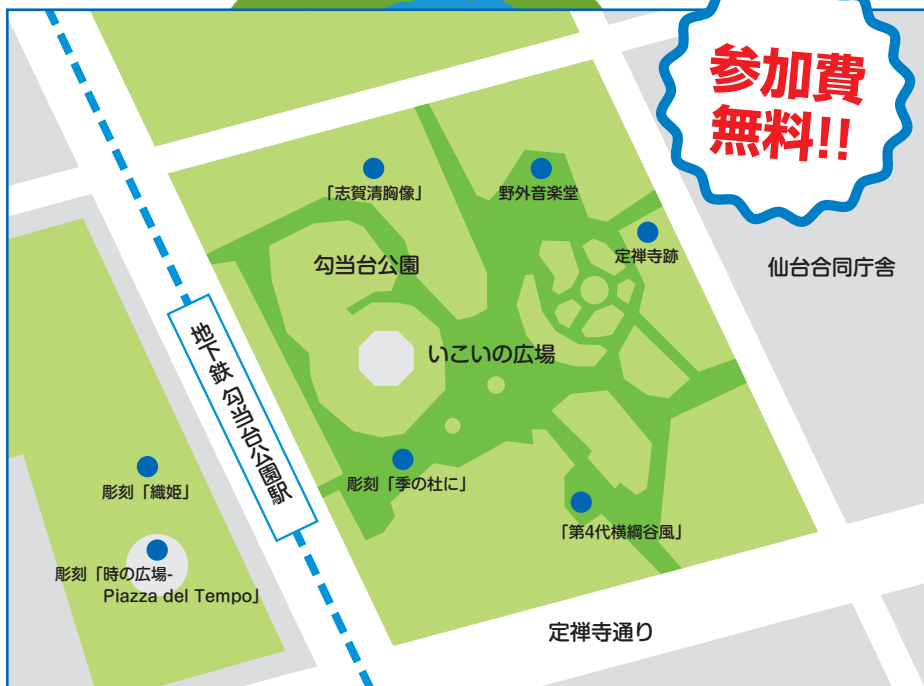 参加費
無料!!
「志賀清胸像」
野外音楽堂
定禅寺跡
勾当台公園
仙台合同庁舎
地下鉄 勾当台公園駅
いこいの広場
彫刻「織姫」
彫刻「季の杜に」
「第4代横綱谷風」
彫刻「時の広場-
Piazza del Tempo」
定禅寺通り